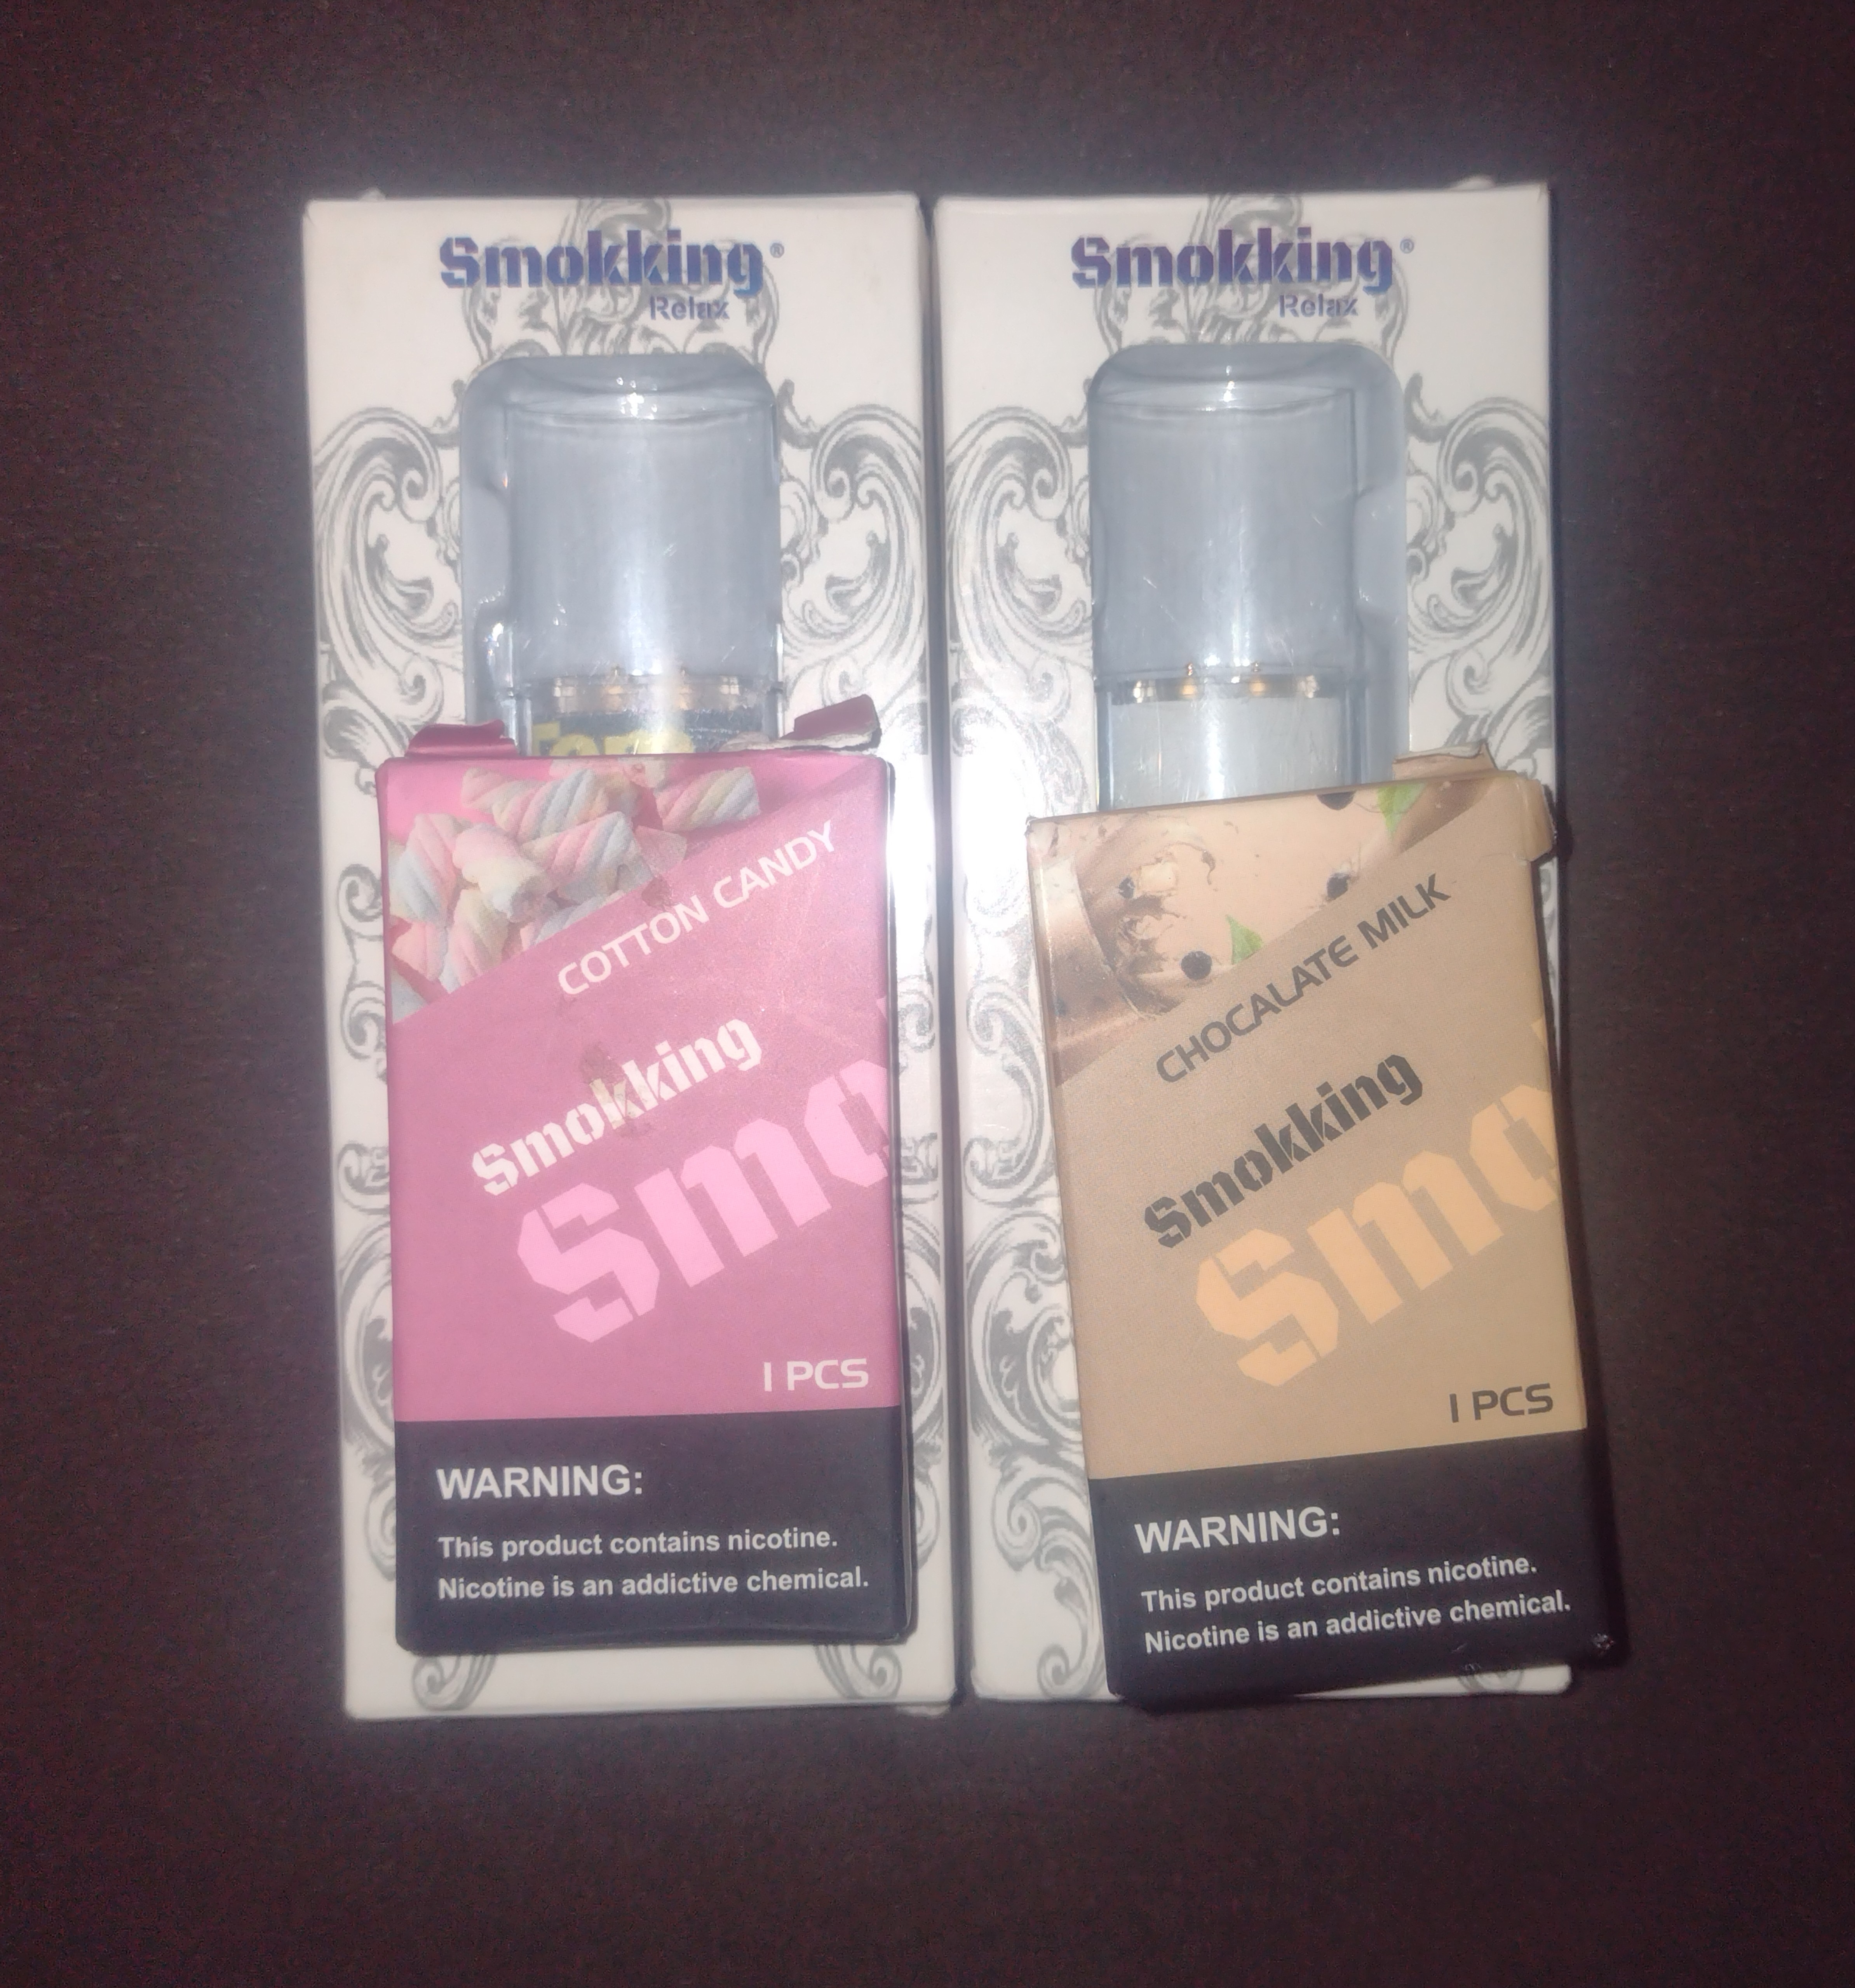 Smokking®
Relax
Smokking®
Relax
COTTON CANDY
Smokking
Smo
1 PCS
WARNING:
This product contains nicotine.
Nicotine is an addictive chemical.
CHOCALATE MILK
Smokking
Smo
1 PCS
WARNING:
This product contains nicotine.
Nicotine is an addictive chemical.